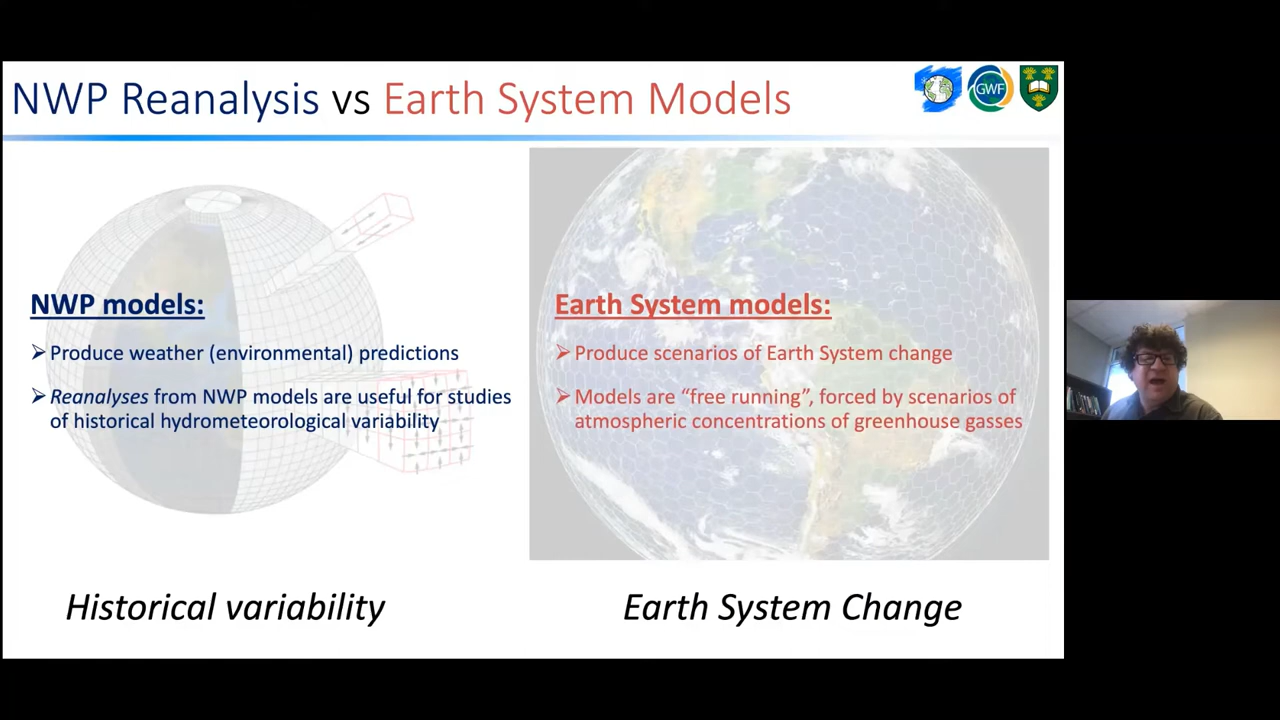 NWP Reanalysis vs Earth System Models
GWF
NWP models:
Produce weather (environmental) predictions
Reanalyses from NWP models are useful for studies
of historical hydrometeorological variability
Historical variability
Earth System models:
Produce scenarios of Earth System change
Models are “free running”, forced by scenarios of
atmospheric concentrations of greenhouse gasses
Earth System Change